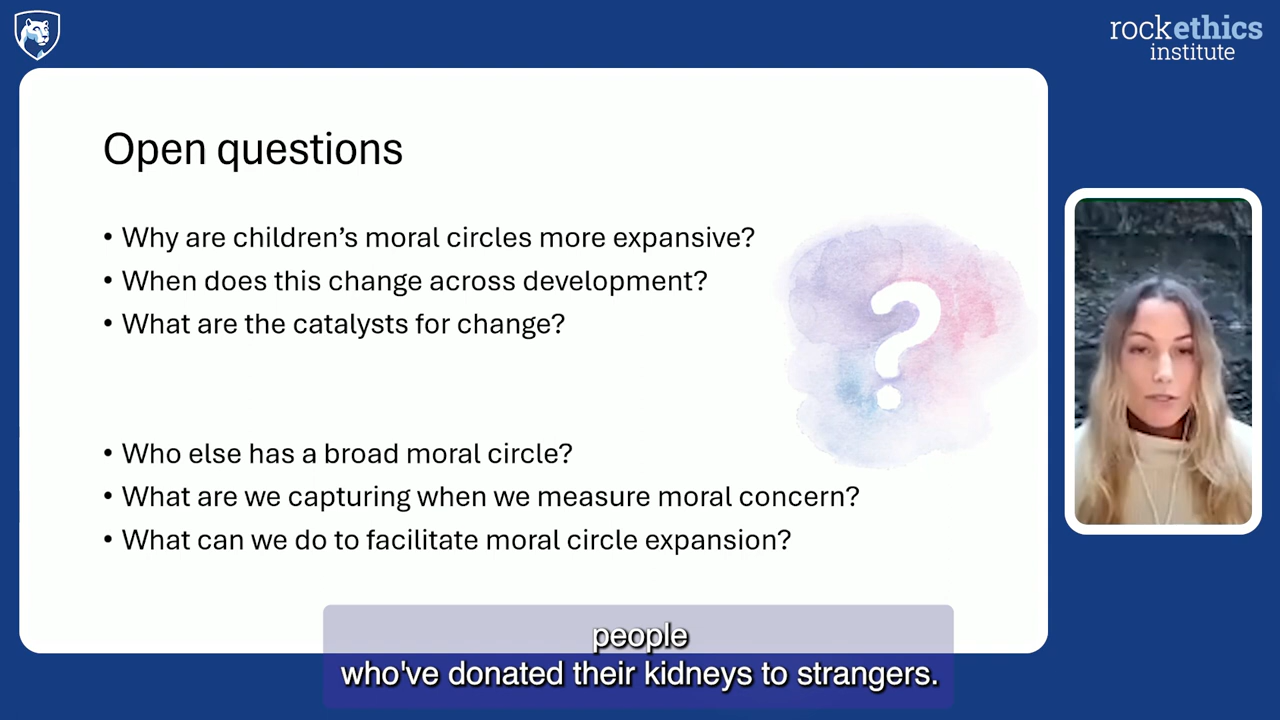 rockethics
institute
Open questions
• Why are children's moral circles more expansive?
• When does this change across development?
• What are the catalysts for change?
?
• Who else has a broad moral circle?
• What are we capturing when we measure moral concern?
• What can we do to facilitate moral circle expansion?
people
who've donated their kidneys to strangers.